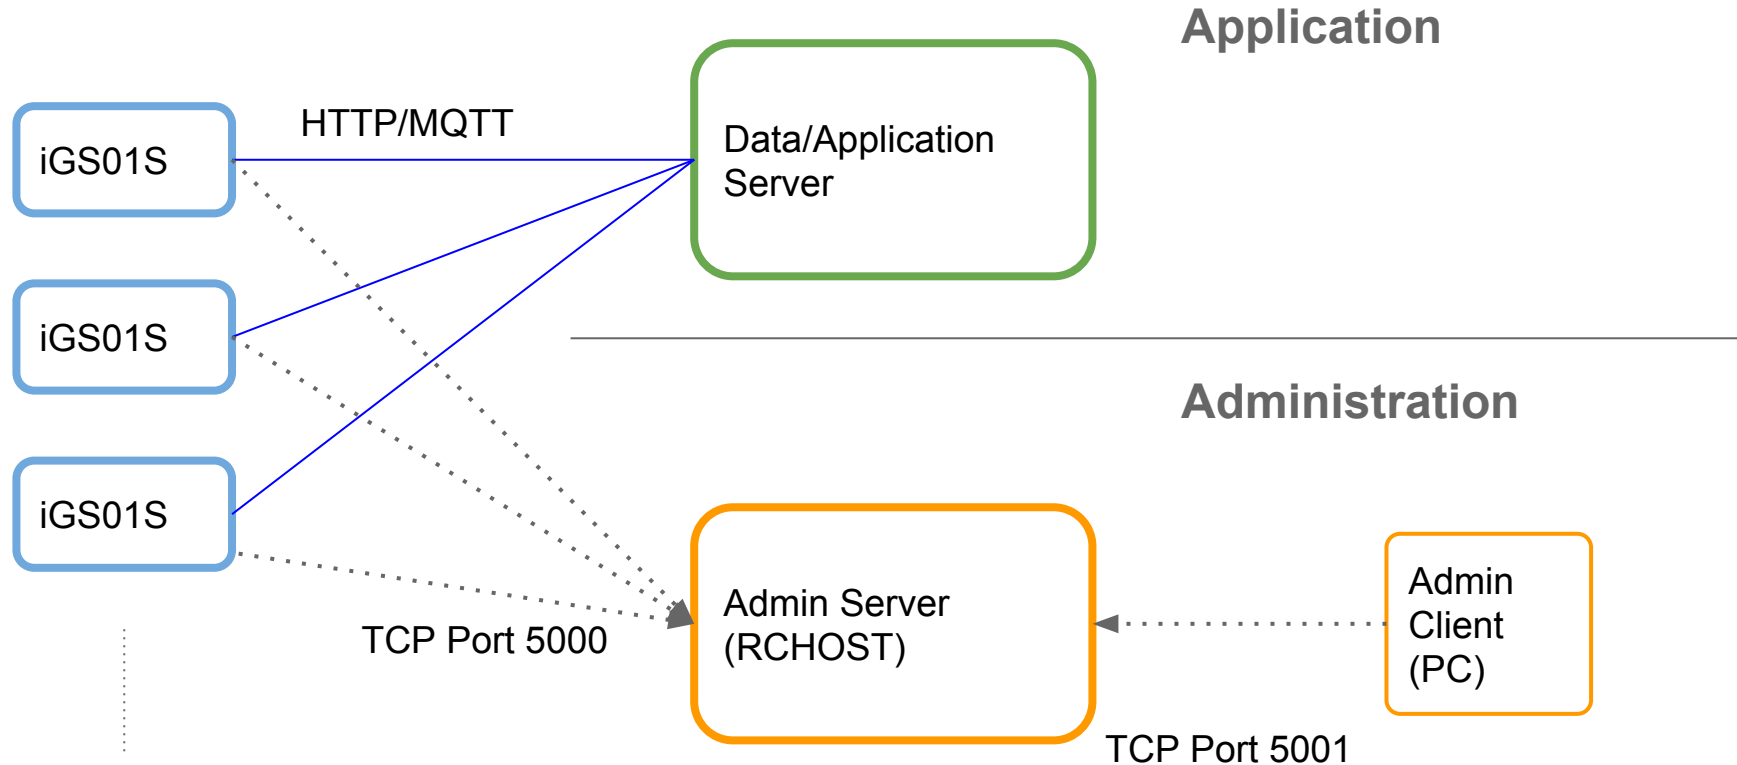 Application
HTTP/MQTT
iGS01S
Data/Application
Server
iGS01S
Administration
iGS01S
Admin Server
(RCHOST)
Admin
Client
(PC)
TCP Port 5000
TCP Port 5001